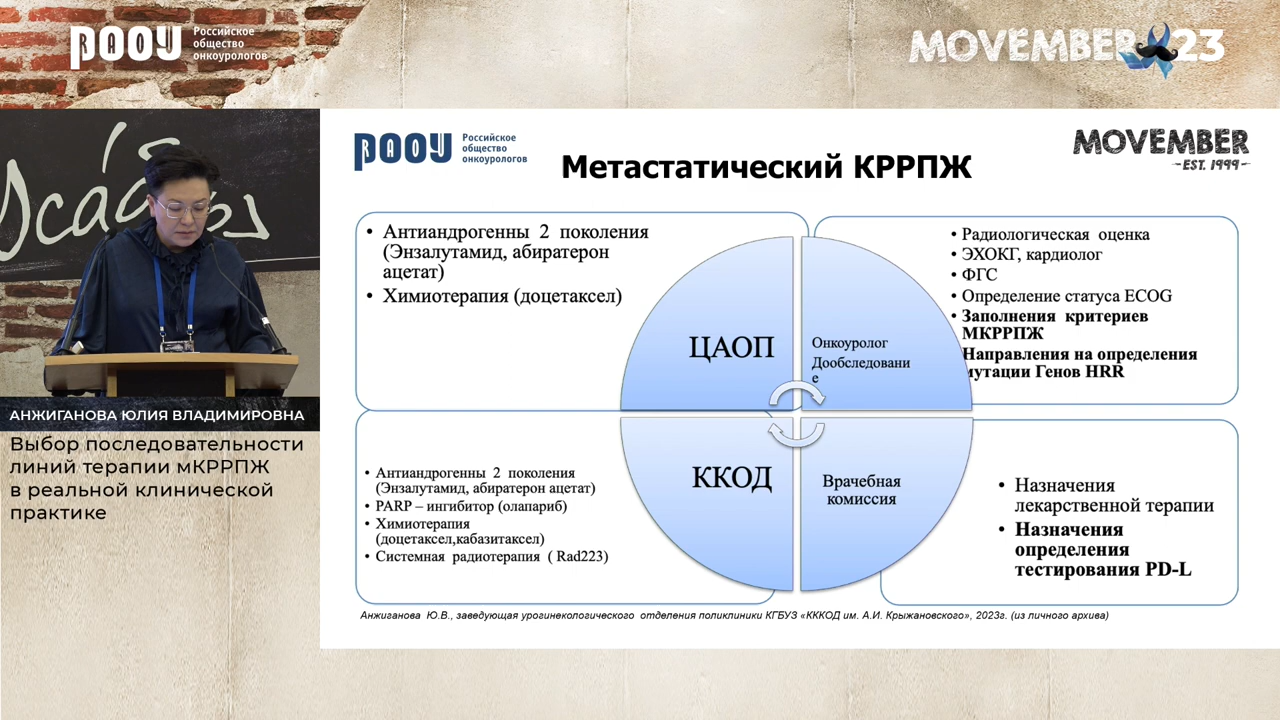 РООУ
Российское
общество
онкоурологов
MOVEMBER 23
АНЖИГАНОВА ЮЛИЯ ВЛАДИМИРОВНА
Выбор последовательности
линий терапии мКРРПЖ
в реальной клинической
практике
РООУ
Российское
общество
онкоурологов
MOVEMBER
-EST. 1999-
Метастатический КРРПЖ
• Антиандрогенны 2 поколения
(Энзалутамид, абиратерон
ацетат)
• Химиотерапия (доцетаксел)
ЦАОП
Онкоуролог
Дообследовани
е
• Радиологическая оценка
• ЭХОКГ, кардиолог
• ФГС
• Определение статуса ECOG
• Заполнения критериев
МКРРПЖ
Направления на определения
мутации Генов HRR
• Антиандрогенны 2 поколения
(Энзалутамид, абиратерон ацетат)
• PARP – ингибитор (олапариб)
• Химиотерапия
(доцетаксел,кабазитаксел)
• Системная радиотерапия ( Rad223)
ККОД
Врачебная
комиссия
• Назначения
лекарственной терапии
• Назначения
определения
тестирования PD-L
Анжиганова Ю.В., заведующая урогинекологического отделения поликлиники КГБУЗ «КККОД им. А.И. Крыжановского», 2023г. (из личного архива)